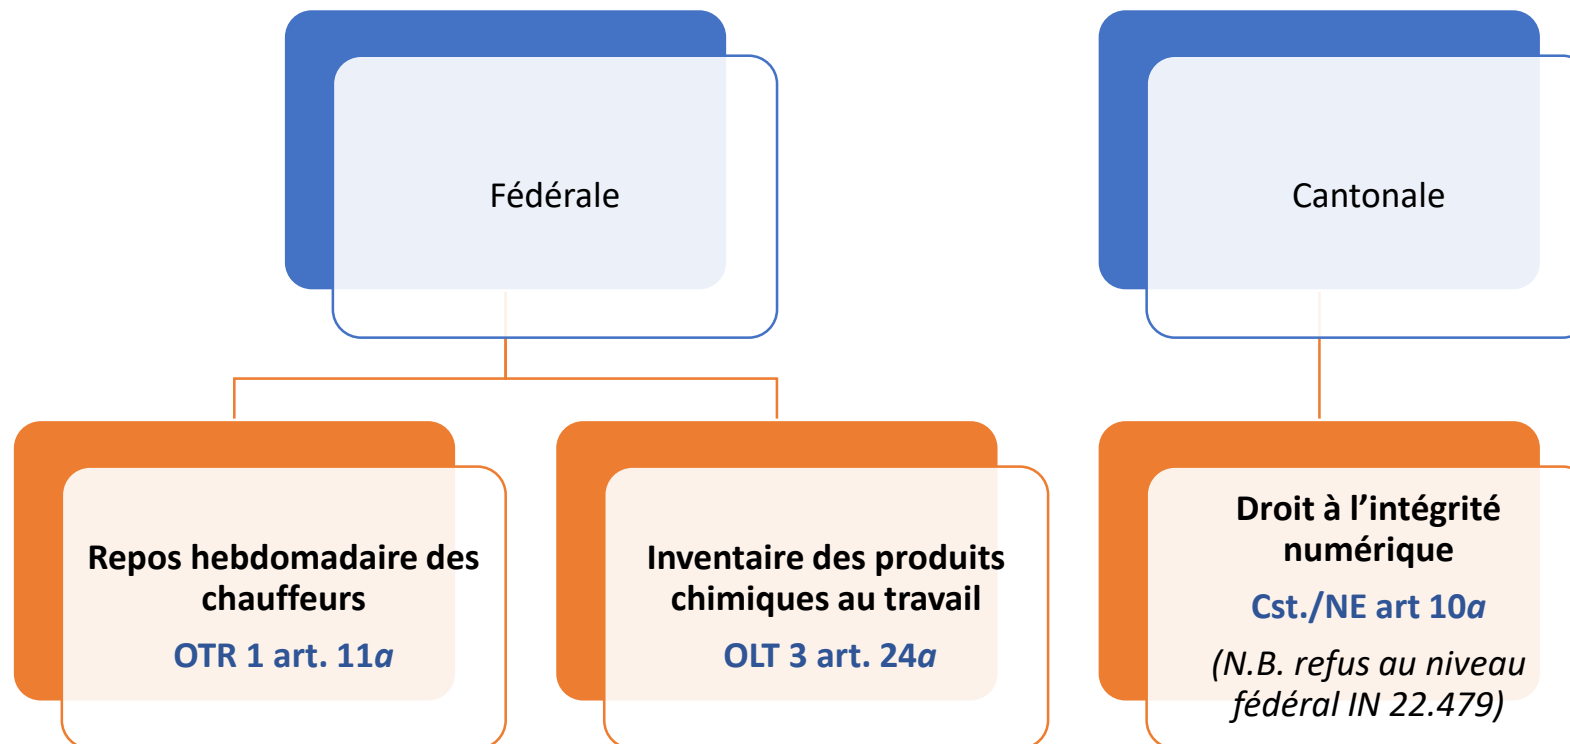 Fédérale
Cantonale
Repos hebdomadaire des
chauffeurs
OTR 1 art. 11a
Inventaire des produits
chimiques au travail
OLT 3 art. 24a
Droit à l’intégrité
numérique
Cst./NE art 10a
(N.B. refus au niveau
fédéral IN 22.479)